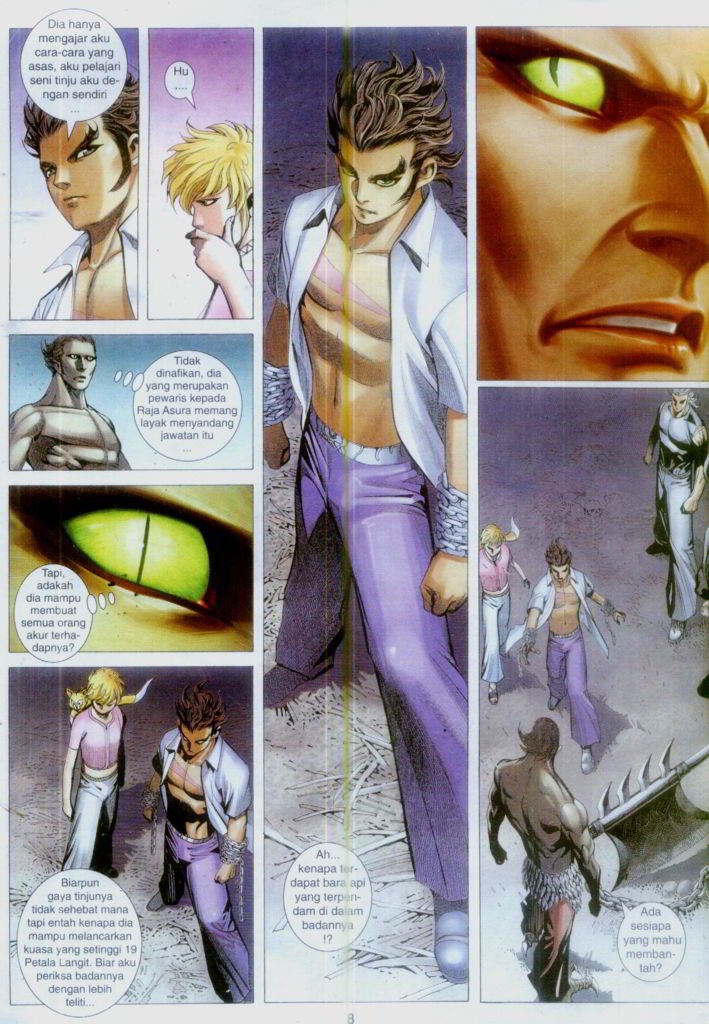 Dia hanya
mengajar aku
cara-cara yang
asas, aku pelajari
seni tinju aku de-
ngan sendiri
...
Hu
....
Tidak
dinafikan, dia
yang merupakan
pewaris kepada
Raja Asura memang
layak menyandang
jawatan itu
...
Tapi,
adakah
dia mampu
membuat
semua orang
akur terha-
dapnya?
Biarpun
gaya tinjunya
tidak sehebat mana
tapi entah kenapa dia
mampu melancarkan
kuasa yang setinggi 19
Petala Langit. Biar aku
periksa badannya
dengan lebih
teliti...
Ah...
kenapa ter-
dapat bara api
yang terpen-
dam di dalam
badannya
!?
Ada
sesiapa
yang mahu
memban-
tah?
8